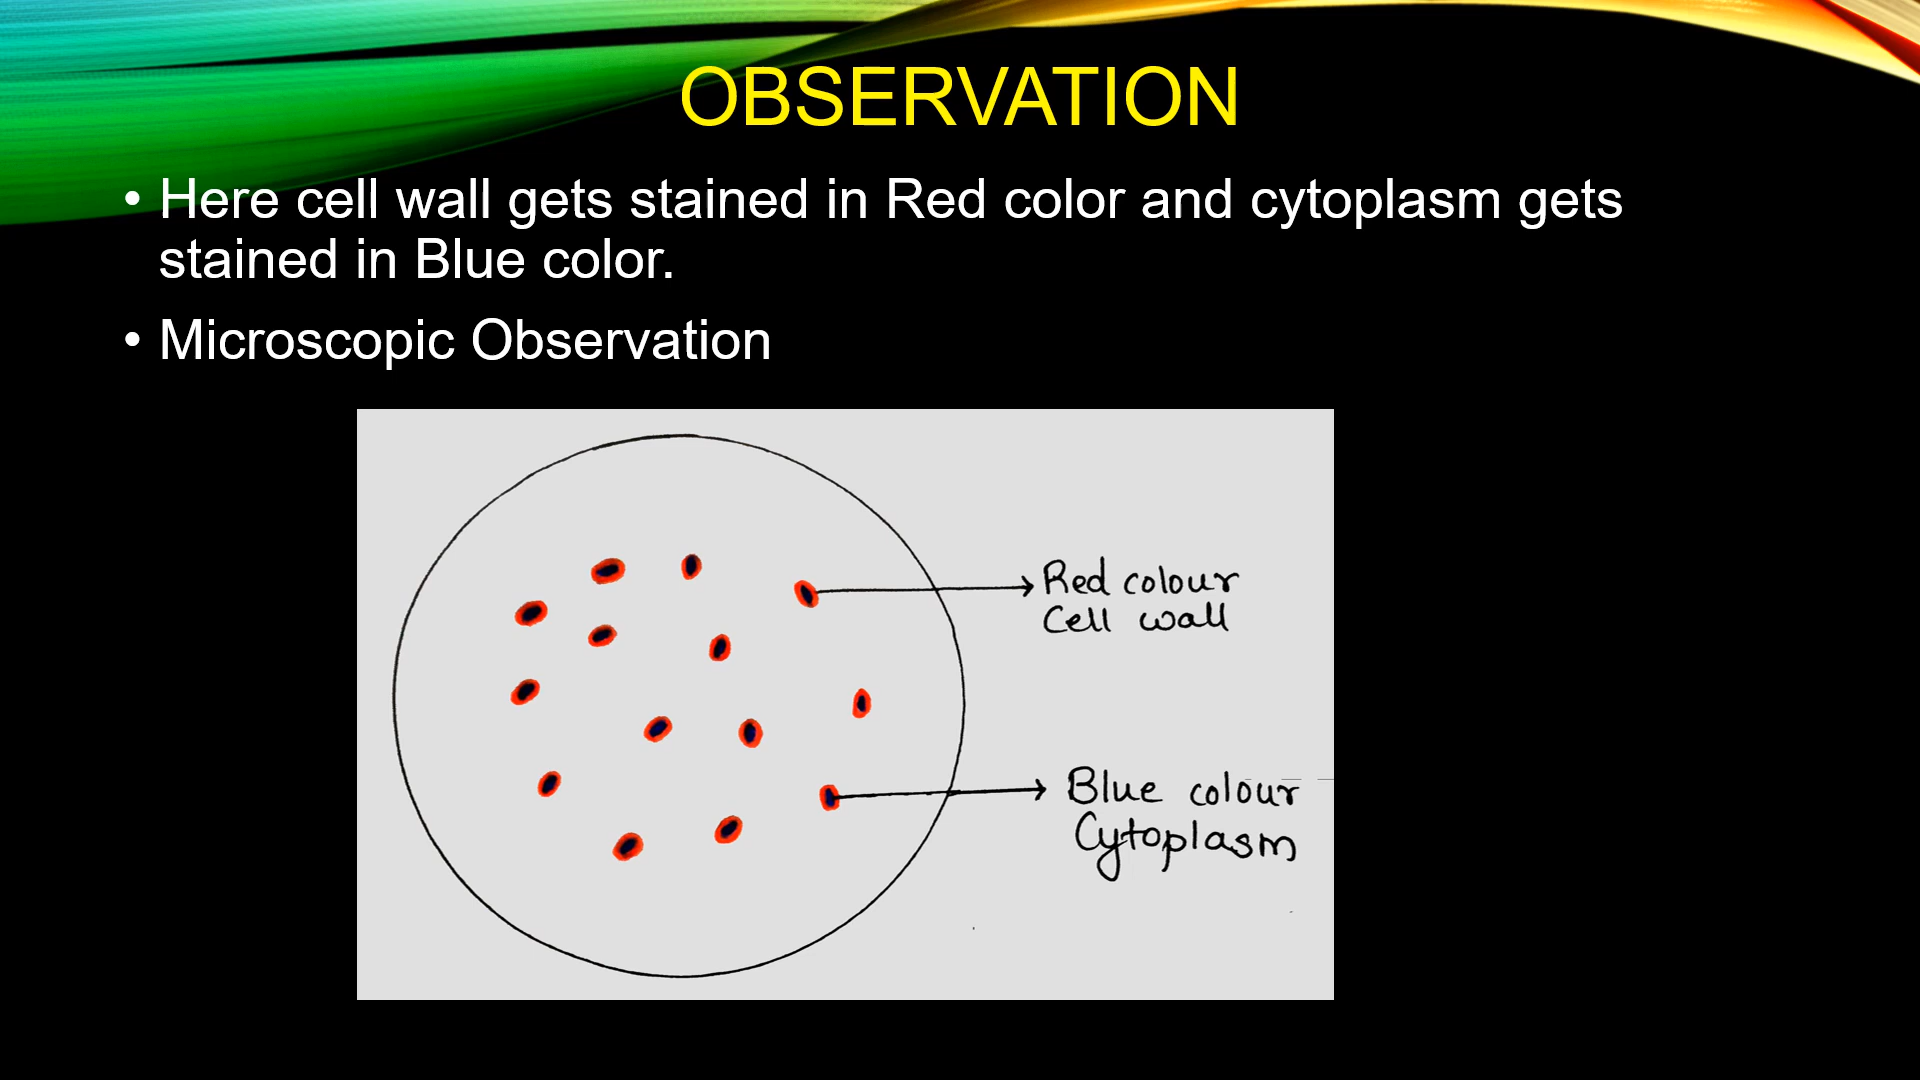 OBSERVATION
• Here cell wall gets stained in Red color and cytoplasm gets
stained in Blue color.
• Microscopic Observation
Red colour
Cell wall
Blue colour
Cytoplasm